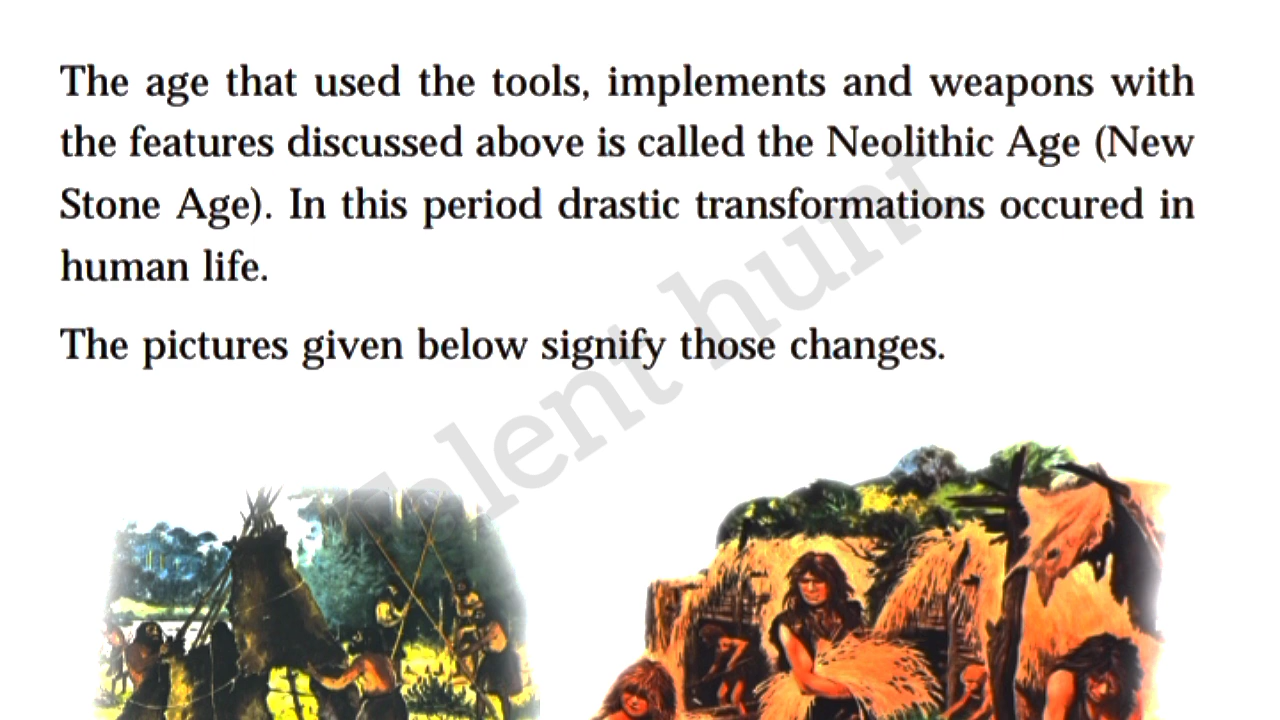 The age that used the tools, implements and weapons with
the features discussed above is called the Neolithic Age (New
Stone Age). In this period drastic transformations occured in
human life.
The pictures given below signify those changes.
Talent hunt